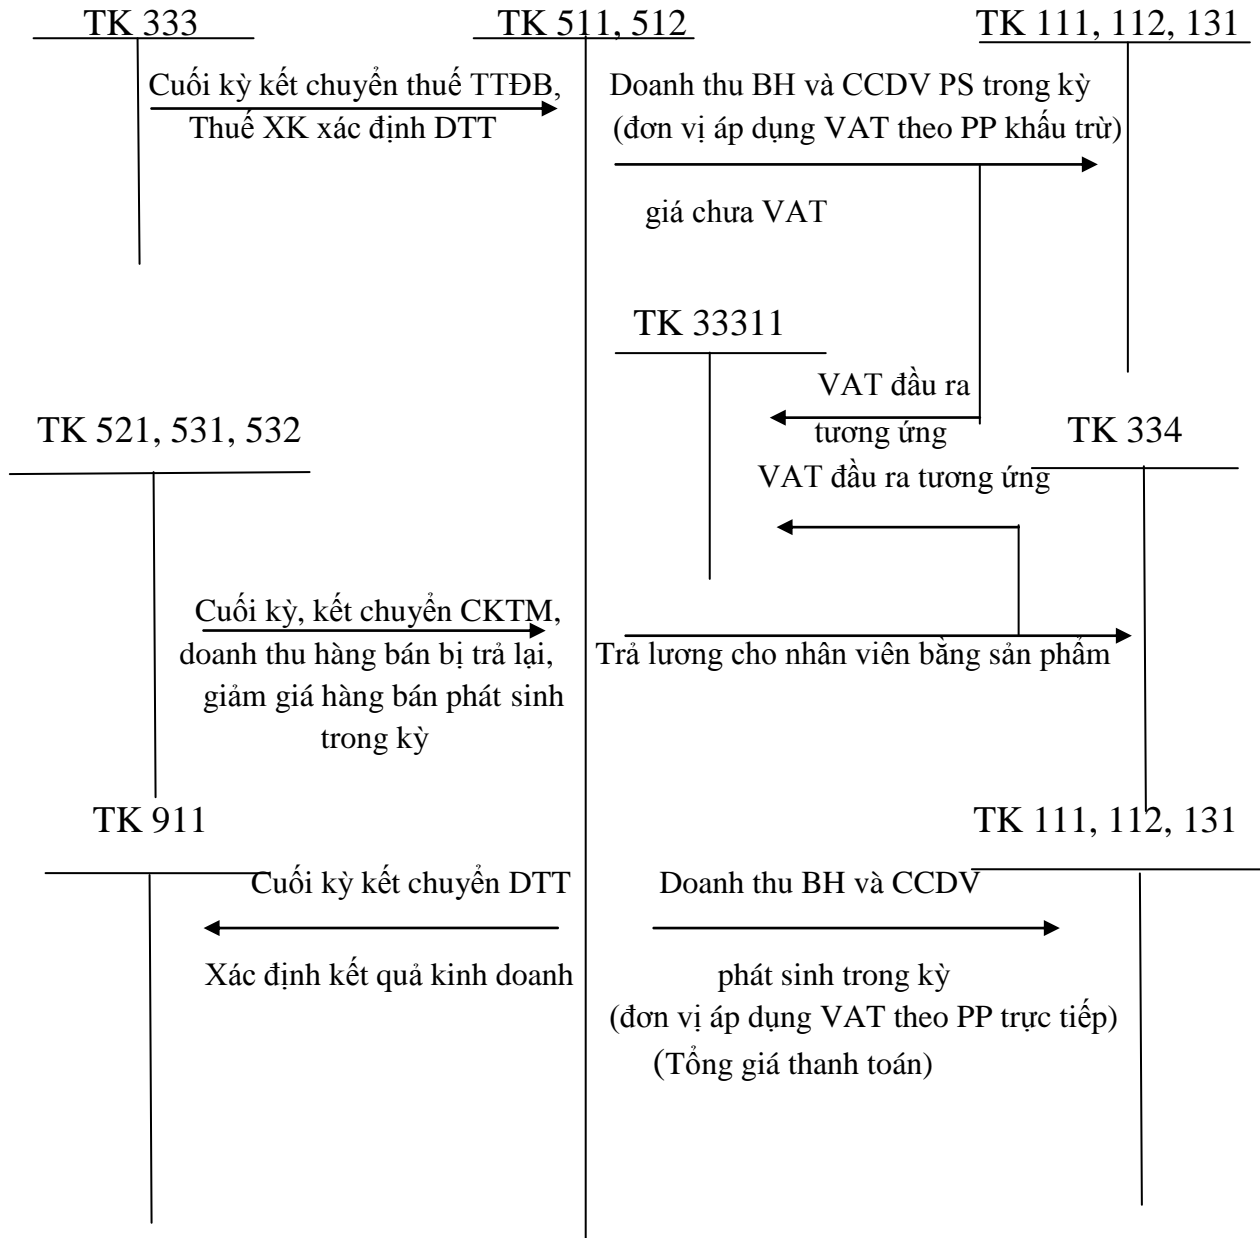 TK 333
TK 511, 512
TK 111, 112, 131
Cuối kỳ kết chuyển thuế TTĐB,
Thuế XK xác định DTT
Doanh thu BH và CCDV PS trong kỳ
(đơn vị áp dụng VAT theo PP khấu trừ)
giá chưa VAT
TK 33311
VAT đầu ra
tương ứng
TK 521, 531, 532
TK 334
VAT đầu ra tương ứng
Cuối kỳ, kết chuyển CKTM,
doanh thu hàng bán bị trả lại,
giảm giá hàng bán phát sinh
trong kỳ
Trả lương cho nhân viên bằng sản phẩm
TK 911
TK 111, 112, 131
Cuối kỳ kết chuyển DTT
Xác định kết quả kinh doanh
Doanh thu BH và CCDV
phát sinh trong kỳ
(đơn vị áp dụng VAT theo PP trực tiếp)
(Tổng giá thanh toán)